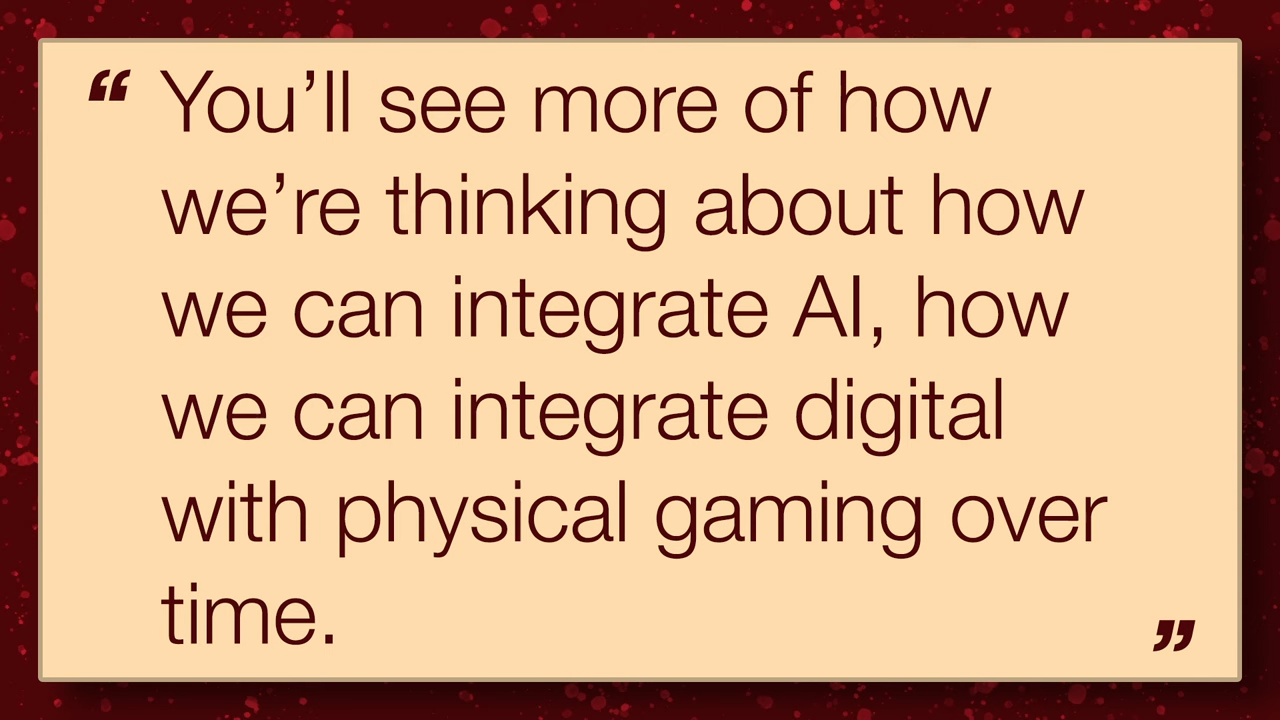 “ You’ll see more of how
we’re thinking about how
we can integrate AI, how
we can integrate digital
with physical gaming over
time. ”